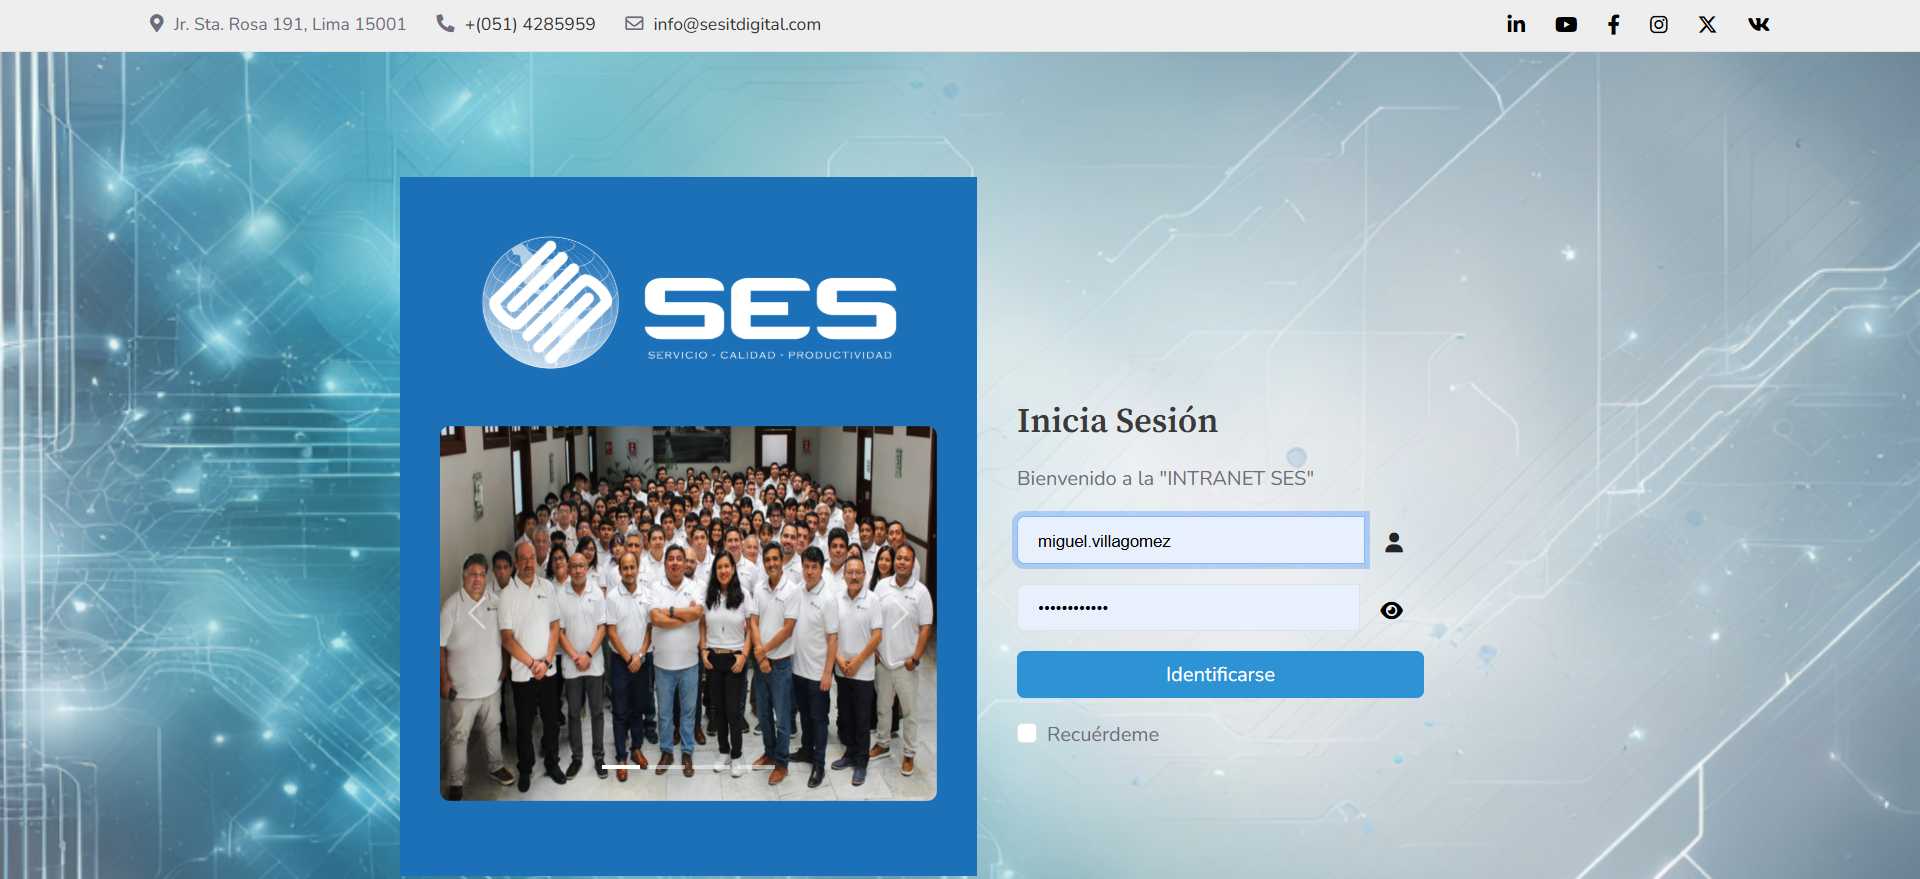 Jr. Sta. Rosa 191, Lima 15001 +(051) 4285959 info@sesitdigital.com
SES
SERVICIO - CALIDAD - PRODUCTIVIDAD
Inicia Sesión
Bienvenido a la "INTRANET SES"
miguel.villagomez
••••••••••••
Identificarse
Recuérdeme